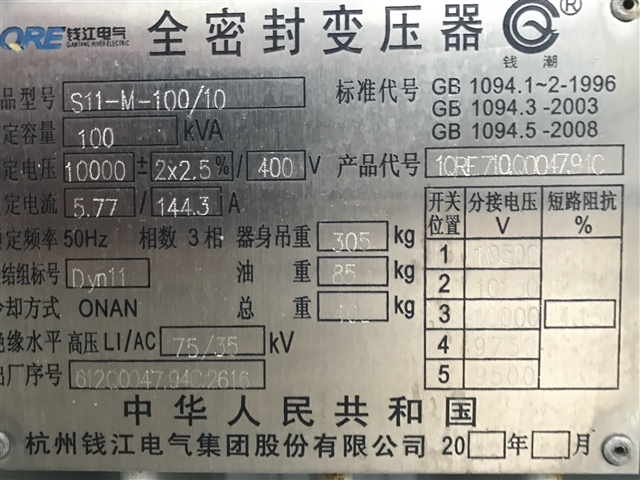 QRE 钱江电气
QIANJIANG RIVER ELECTRIC
全密封变压器
®
钱潮
品型号 S11-M-100/10
标准代号 GB 1094.1~2-1996
GB 1094.3-2003
GB 1094.5-2008
定容量 100 kVA
定电压 10000 ± 2x2.5% / 400 V
产品代号
定电流 5.77 / 144.3 A
额定频率 50Hz 相数 3 相 器身吊重 305 kg
结组标号 Dyn11 油 重 85 kg
冷却方式 ONAN 总 重 kg
绝缘水平 高压 LI/AC 75/35 kV
出厂序号
开关位置 分接电压 V 短路阻抗 %
1 10500
2
3 10000
4 9750
5 9500
中华人民共和国
杭州钱江电气集团股份有限公司 20 年 月